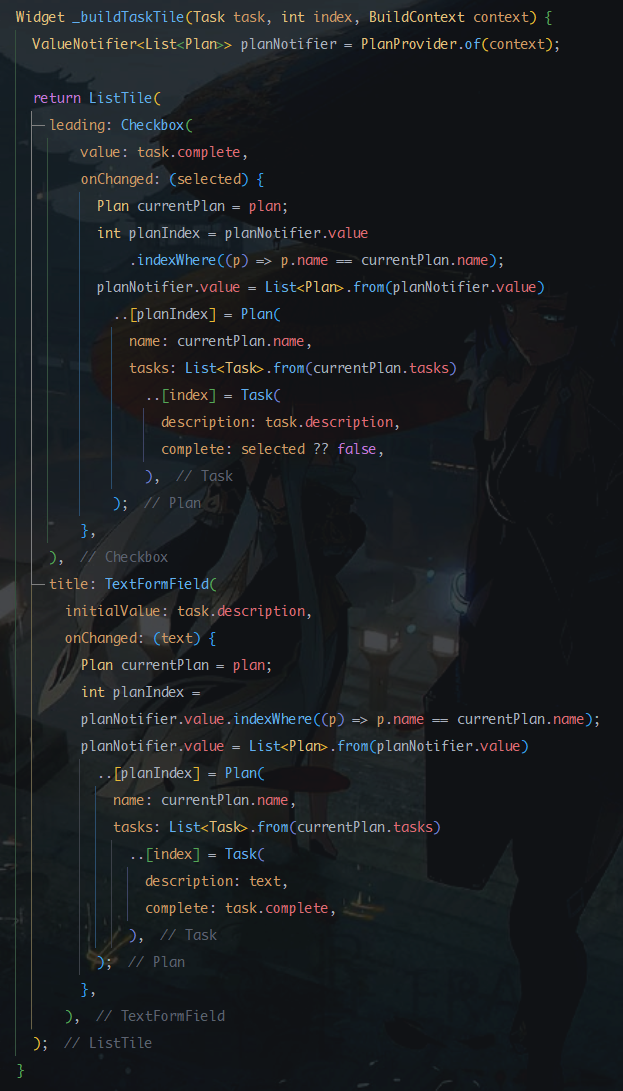 Widget _buildTaskTile(Task task, int index, BuildContext context) {
  ValueNotifier<List<Plan>> planNotifier = PlanProvider.of(context);

  return ListTile(
    leading: Checkbox(
        value: task.complete,
        onChanged: (selected) {
          Plan currentPlan = plan;
          int planIndex = planNotifier.value
              .indexWhere((p) => p.name == currentPlan.name);
          planNotifier.value = List<Plan>.from(planNotifier.value)
            ..[planIndex] = Plan(
              name: currentPlan.name,
              tasks: List<Task>.from(currentPlan.tasks)
                ..[index] = Task(
                  description: task.description,
                  complete: selected ?? false,
                ), // Task
            ); // Plan
        },
    ), // Checkbox
    title: TextFormField(
      initialValue: task.description,
      onChanged: (text) {
        Plan currentPlan = plan;
        int planIndex =
        planNotifier.value.indexWhere((p) => p.name == currentPlan.name);
        planNotifier.value = List<Plan>.from(planNotifier.value)
          ..[planIndex] = Plan(
            name: currentPlan.name,
            tasks: List<Task>.from(currentPlan.tasks)
              ..[index] = Task(
                description: text,
                complete: task.complete,
              ), // Task
          ); // Plan
        },
      ), // TextFormField
  ); // ListTile
}